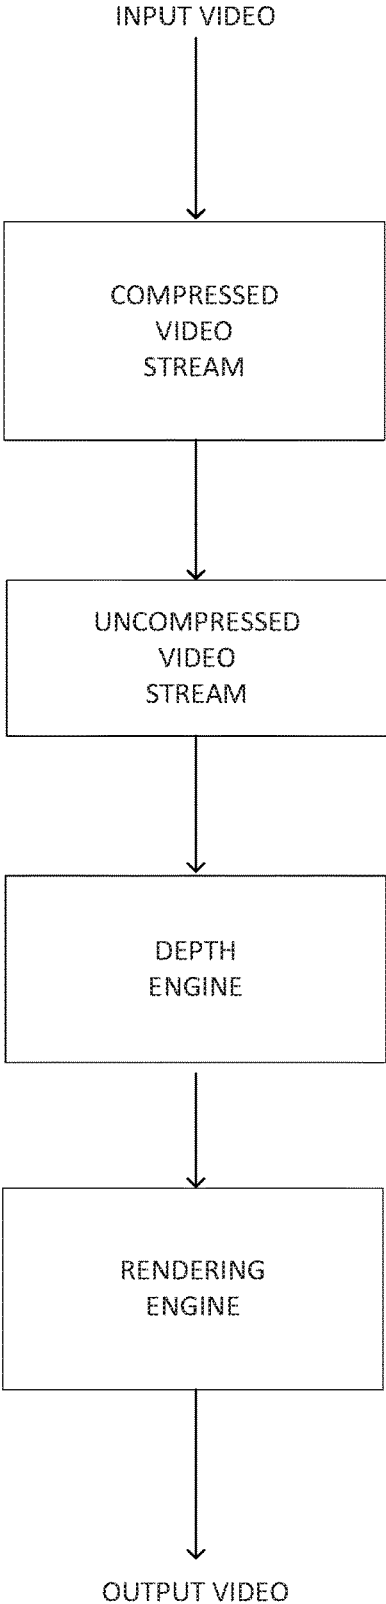 INPUT VIDEO
COMPRESSED
VIDEO
STREAM
UNCOMPRESSED
VIDEO
STREAM
DEPTH
ENGINE
RENDERING
ENGINE
OUTPUT VIDEO